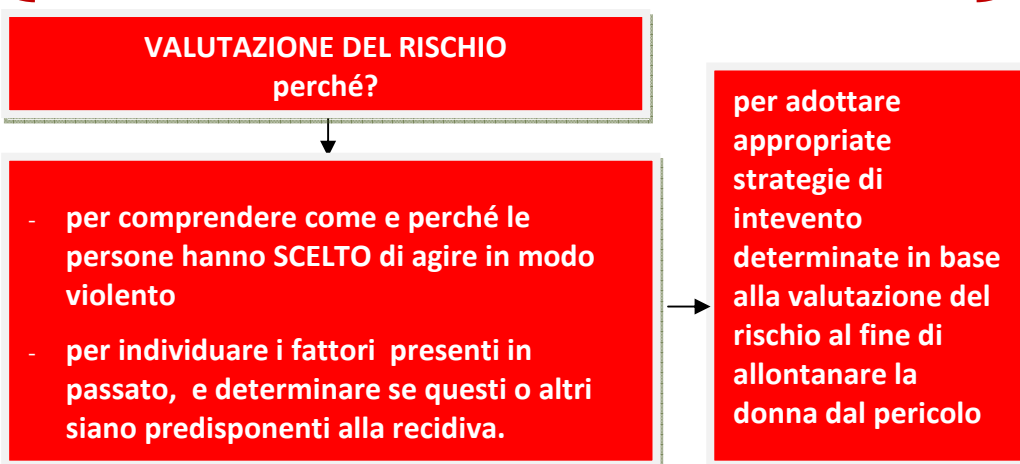 VALUTAZIONE DEL RISCHIO
perché?
- per comprendere come e perché le
persone hanno SCELTO di agire in modo
violento
- per individuare i fattori presenti in
passato, e determinare se questi o altri
siano predisponenti alla recidiva.
per adottare
appropriate
strategie di
intevento
determinate in base
alla valutazione del
rischio al fine di
allontanare la
donna dal pericolo